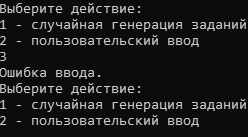 Выберите действие:
1 - случайная генерация заданий
2 - пользовательский ввод
3
Ошибка ввода.
Выберите действие:
1 - случайная генерация заданий
2 - пользовательский ввод